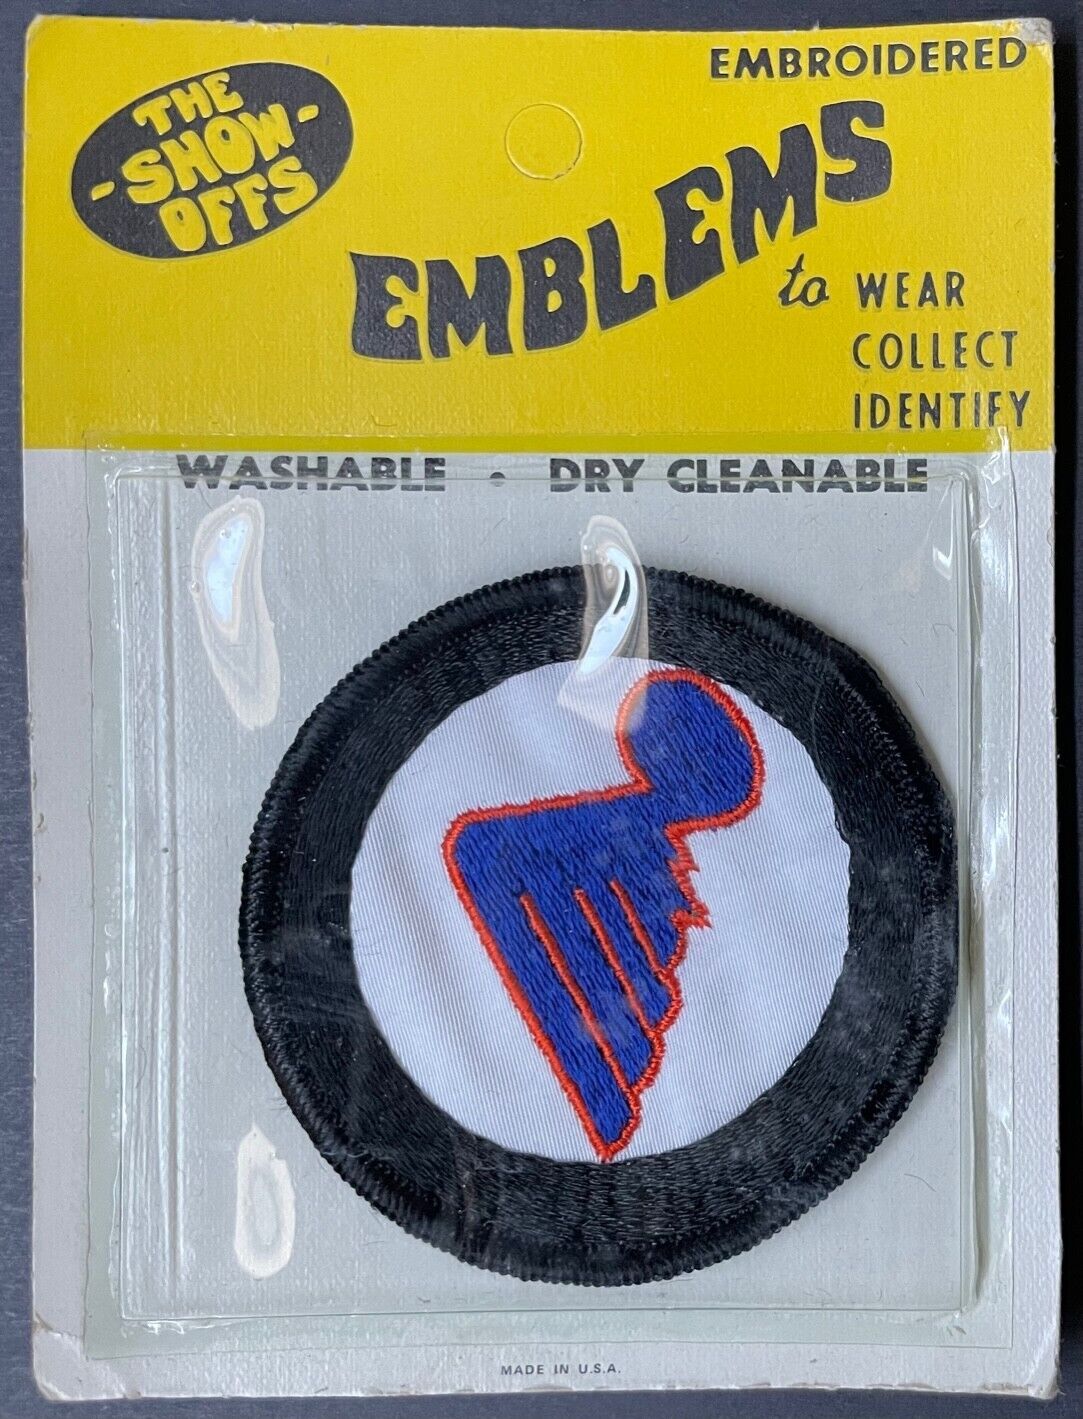 THE
-SHOW-
OFFS
EMBROIDERED
EMBLEMS
to WEAR
COLLECT
IDENTIFY
WASHABLE • DRY CLEANABLE
MADE IN U.S.A.